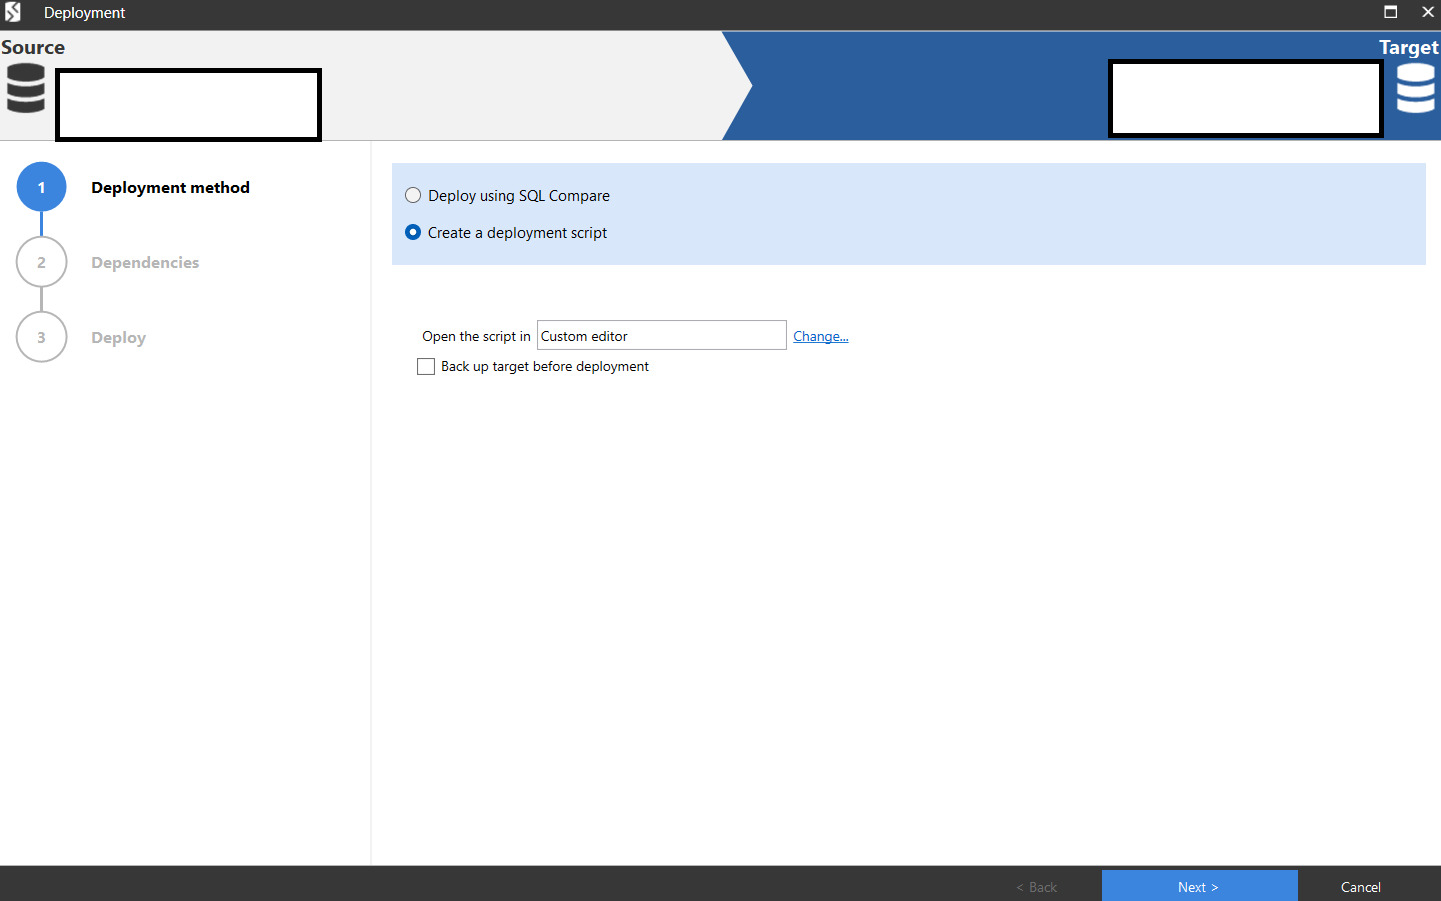 Deployment
Source
Target
1
Deployment method
2
Dependencies
3
Deploy
Deploy using SQL Compare
Create a deployment script
Open the script in Custom editor Change...
Back up target before deployment
< Back
Next >
Cancel